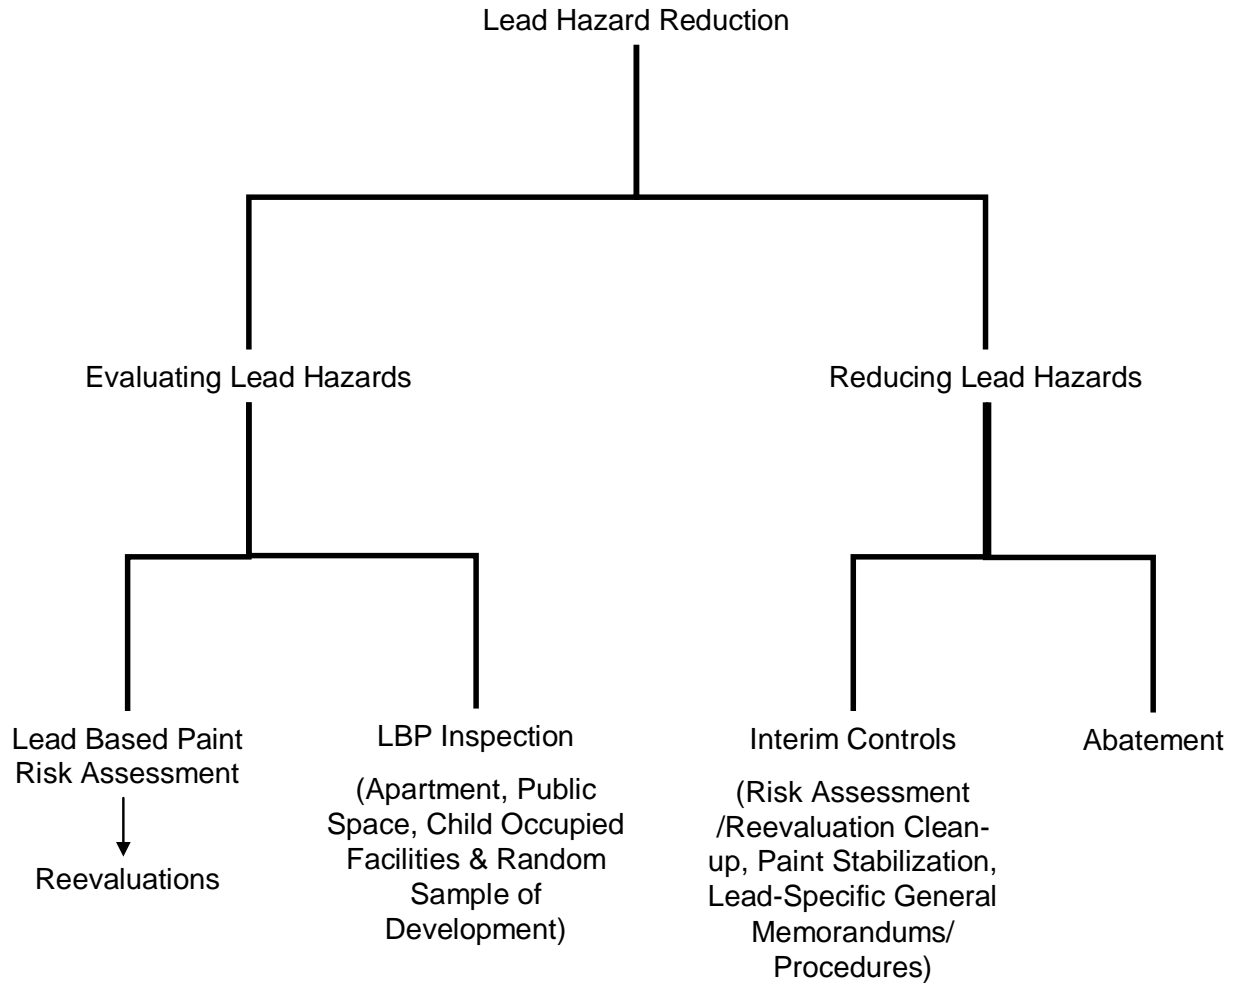 Lead Hazard Reduction
Evaluating Lead Hazards
Reducing Lead Hazards
Lead Based Paint
Risk Assessment
Reevaluations
LBP Inspection
(Apartment, Public
Space, Child Occupied
Facilities & Random
Sample of
Development)
Interim Controls
(Risk Assessment
/Reevaluation Clean-
up, Paint Stabilization,
Lead-Specific General
Memorandums/
Procedures)
Abatement